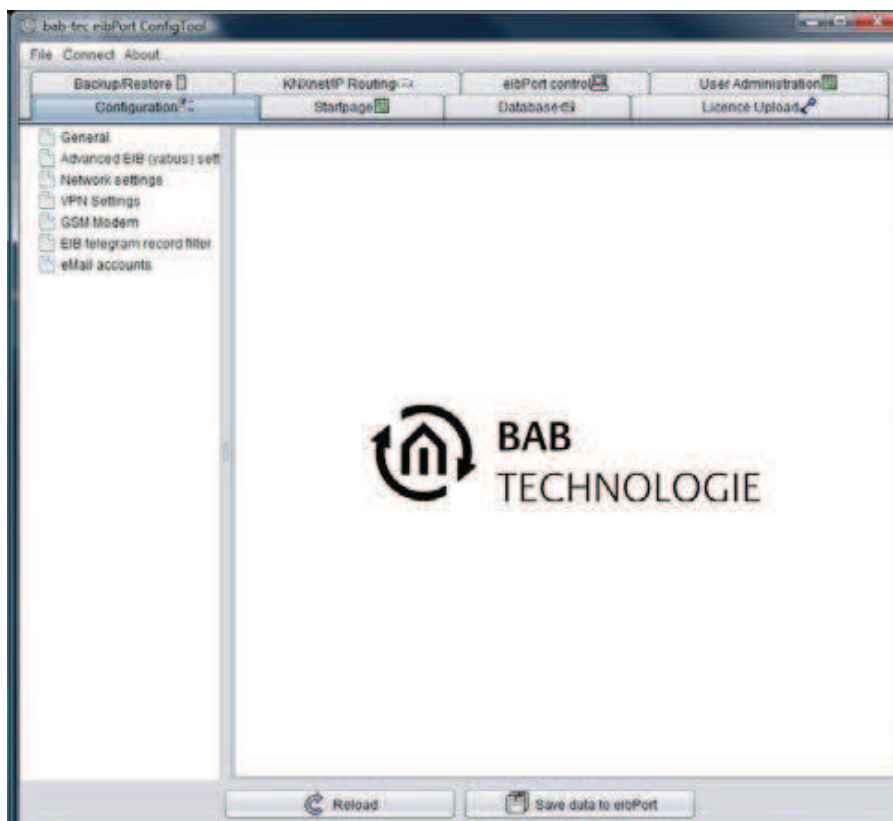 bab-tec eibPort ConfigTool
File Connect About...
Backup/Restore KNXnet/IP Routing eibPort control User Administration
Configuration Startpage Database Licence Upload
General
Advanced EIB (yabus) sett
Network settings
VPN Settings
GSM Modem
EIB telegram record filter
eMail accounts
BAB
TECHNOLOGIE
Reload Save data to eibPort